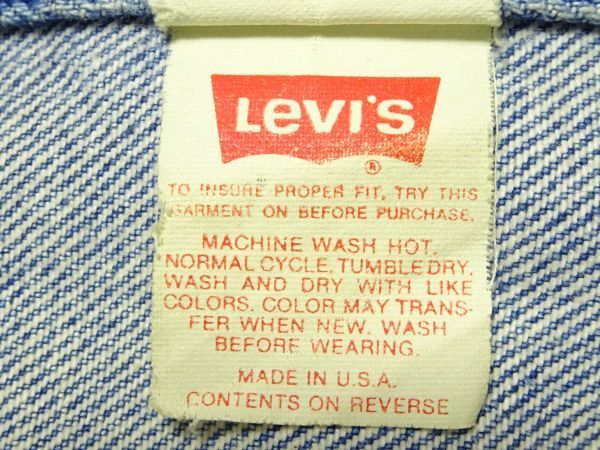 Levi's
®
TO INSURE PROPER FIT, TRY THIS
GARMENT ON BEFORE PURCHASE.
MACHINE WASH HOT.
NORMAL CYCLE. TUMBLE DRY.
WASH AND DRY WITH LIKE
COLORS. COLOR MAY TRANS-
FER WHEN NEW. WASH
BEFORE WEARING.
MADE IN U.S.A.
CONTENTS ON REVERSE